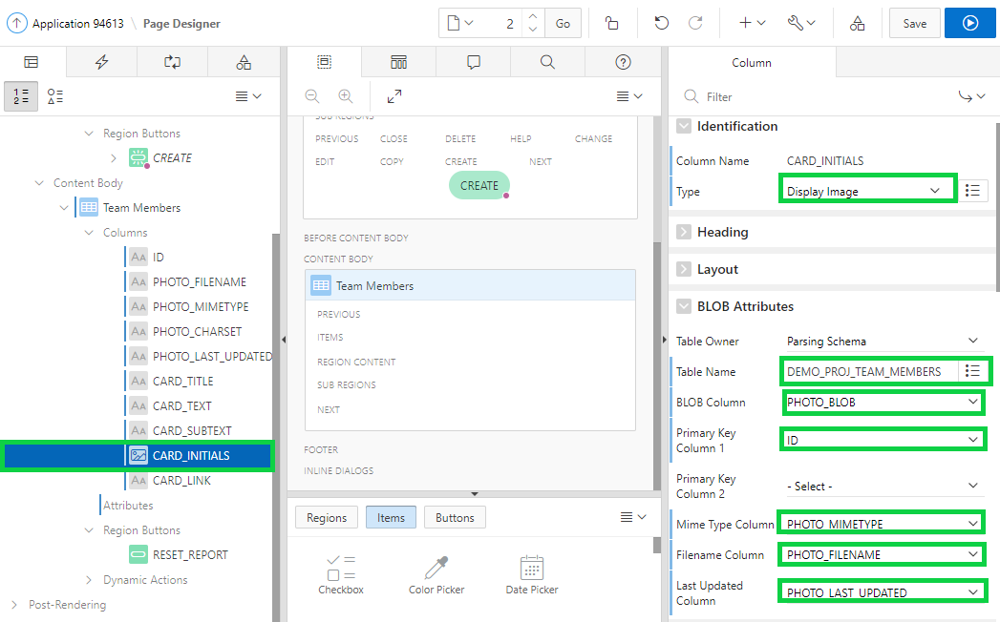 Application 94613 \ Page Designer
2
Go
Save
Region Buttons
CREATE
Content Body
Team Members
Columns
ID
PHOTO_FILENAME
PHOTO_MIMETYPE
PHOTO_CHARSET
PHOTO_LAST_UPDATED
CARD_TITLE
CARD_TEXT
CARD_SUBTEXT
CARD_INITIALS
CARD_LINK
Attributes
Region Buttons
RESET_REPORT
Dynamic Actions
Post-Rendering
SUB REGIONS
PREVIOUS CLOSE DELETE HELP CHANGE
EDIT COPY CREATE NEXT
CREATE
BEFORE CONTENT BODY
CONTENT BODY
Team Members
PREVIOUS
ITEMS
REGION CONTENT
SUB REGIONS
NEXT
FOOTER
INLINE DIALOGS
Regions Items Buttons
Checkbox Color Picker Date Picker
Column
Filter
Identification
Column Name CARD_INITIALS
Type Display Image
Heading
Layout
BLOB Attributes
Table Owner Parsing Schema
Table Name DEMO_PROJ_TEAM_MEMBERS
BLOB Column PHOTO_BLOB
Primary Key
Column 1 ID
Primary Key
Column 2 - Select -
Mime Type Column PHOTO_MIMETYPE
Filename Column PHOTO_FILENAME
Last Updated
Column PHOTO_LAST_UPDATED